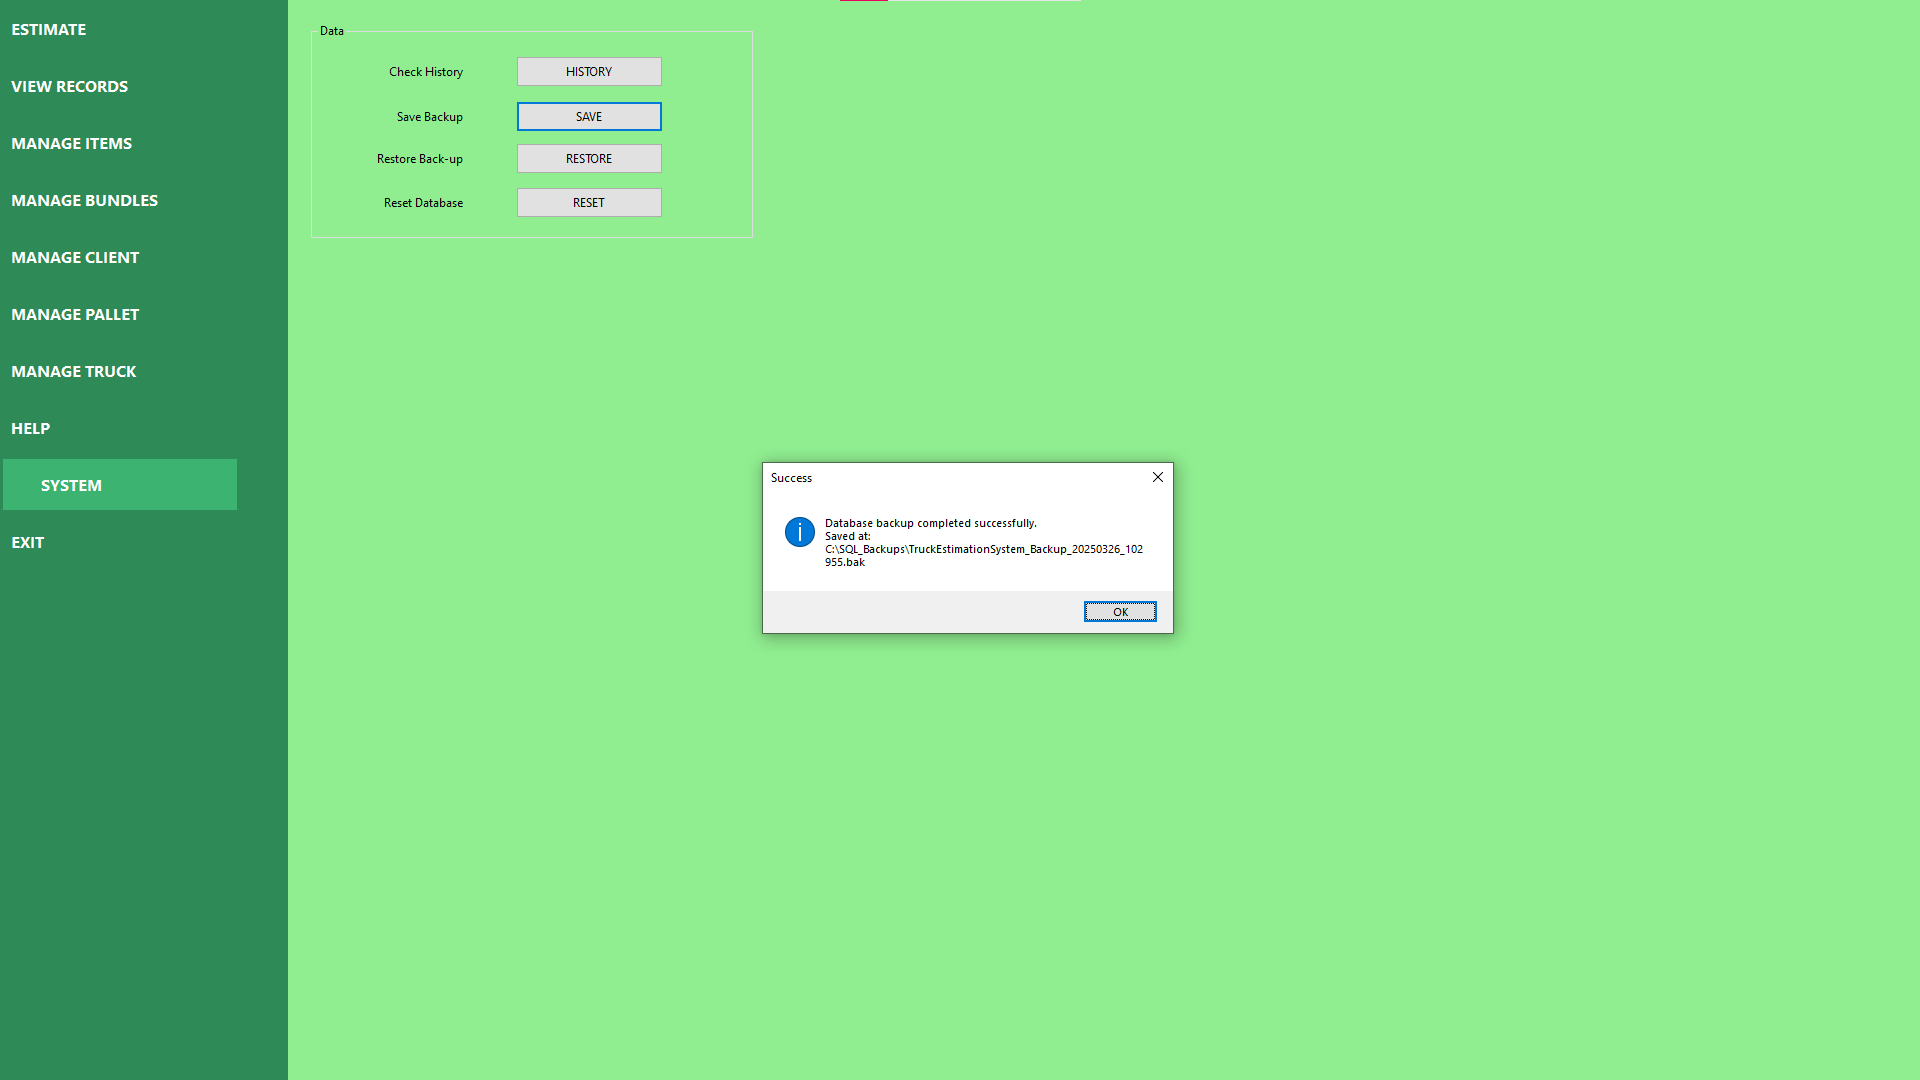 ESTIMATE
VIEW RECORDS
MANAGE ITEMS
MANAGE BUNDLES
MANAGE CLIENT
MANAGE PALLET
MANAGE TRUCK
HELP
SYSTEM
EXIT
Data
Check History HISTORY
Save Backup SAVE
Restore Back-up RESTORE
Reset Database RESET
Success
Database backup completed successfully.
Saved at:
C:\SQL_Backups\TruckEstimationSystem_Backup_20250326_102
955.bak
OK